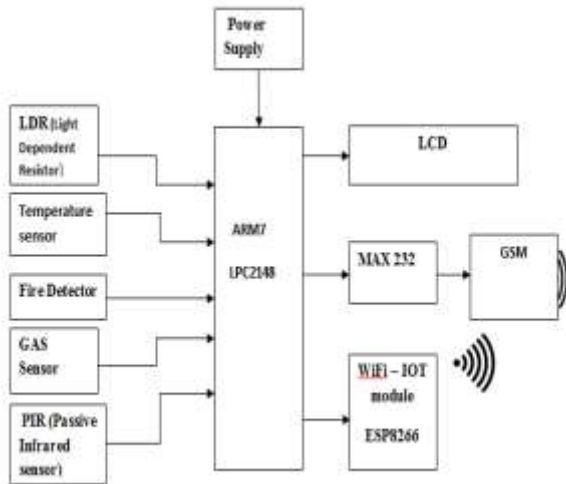 Power
Supply
LDR (Light
Dependent
Resistor)
LCD
Temperature
sensor
ARM7
LPC2148
MAX 232
GSM
Fire Detector
GAS
Sensor
WiFi – IOT
module
ESP8266
PIR (Passive
Infrared
sensor)